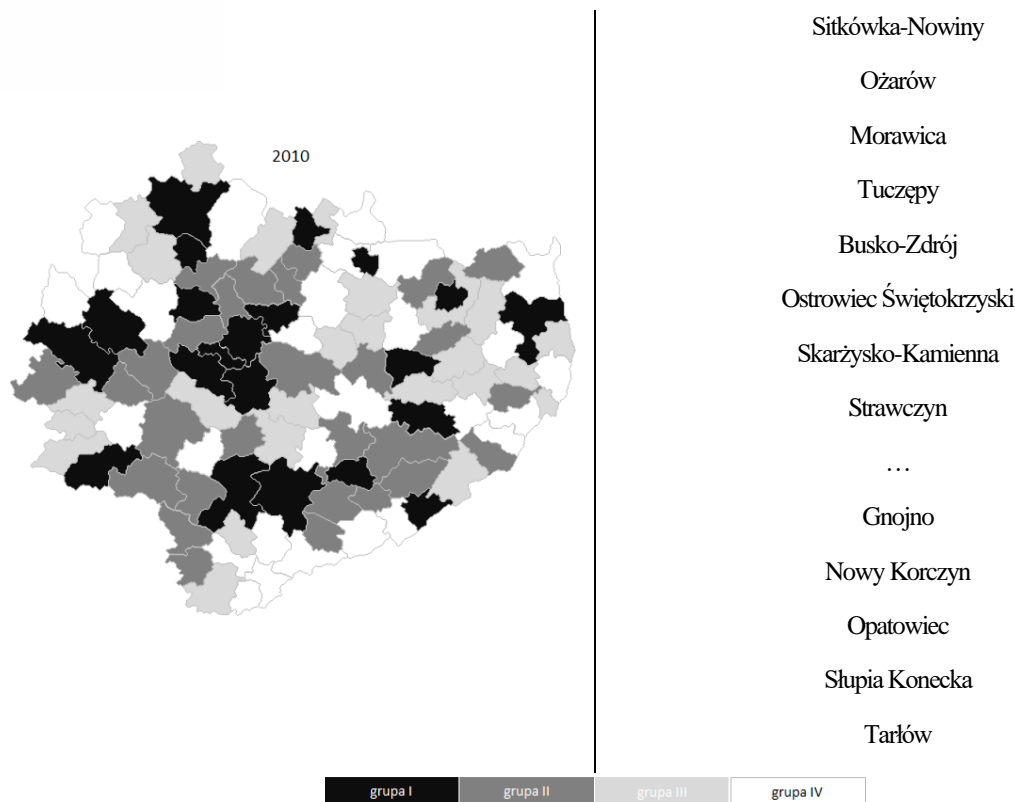 2010
Sitkówka-Nowiny
Ożarów
Morawica
Tuczępy
Busko-Zdrój
Ostrowiec Świętokrzyski
Skarżysko-Kamienna
Strawczyn
…
Gnojno
Nowy Korczyn
Opatowiec
Słupia Konecka
Tarłów
grupa I
grupa II
grupa III
grupa IV